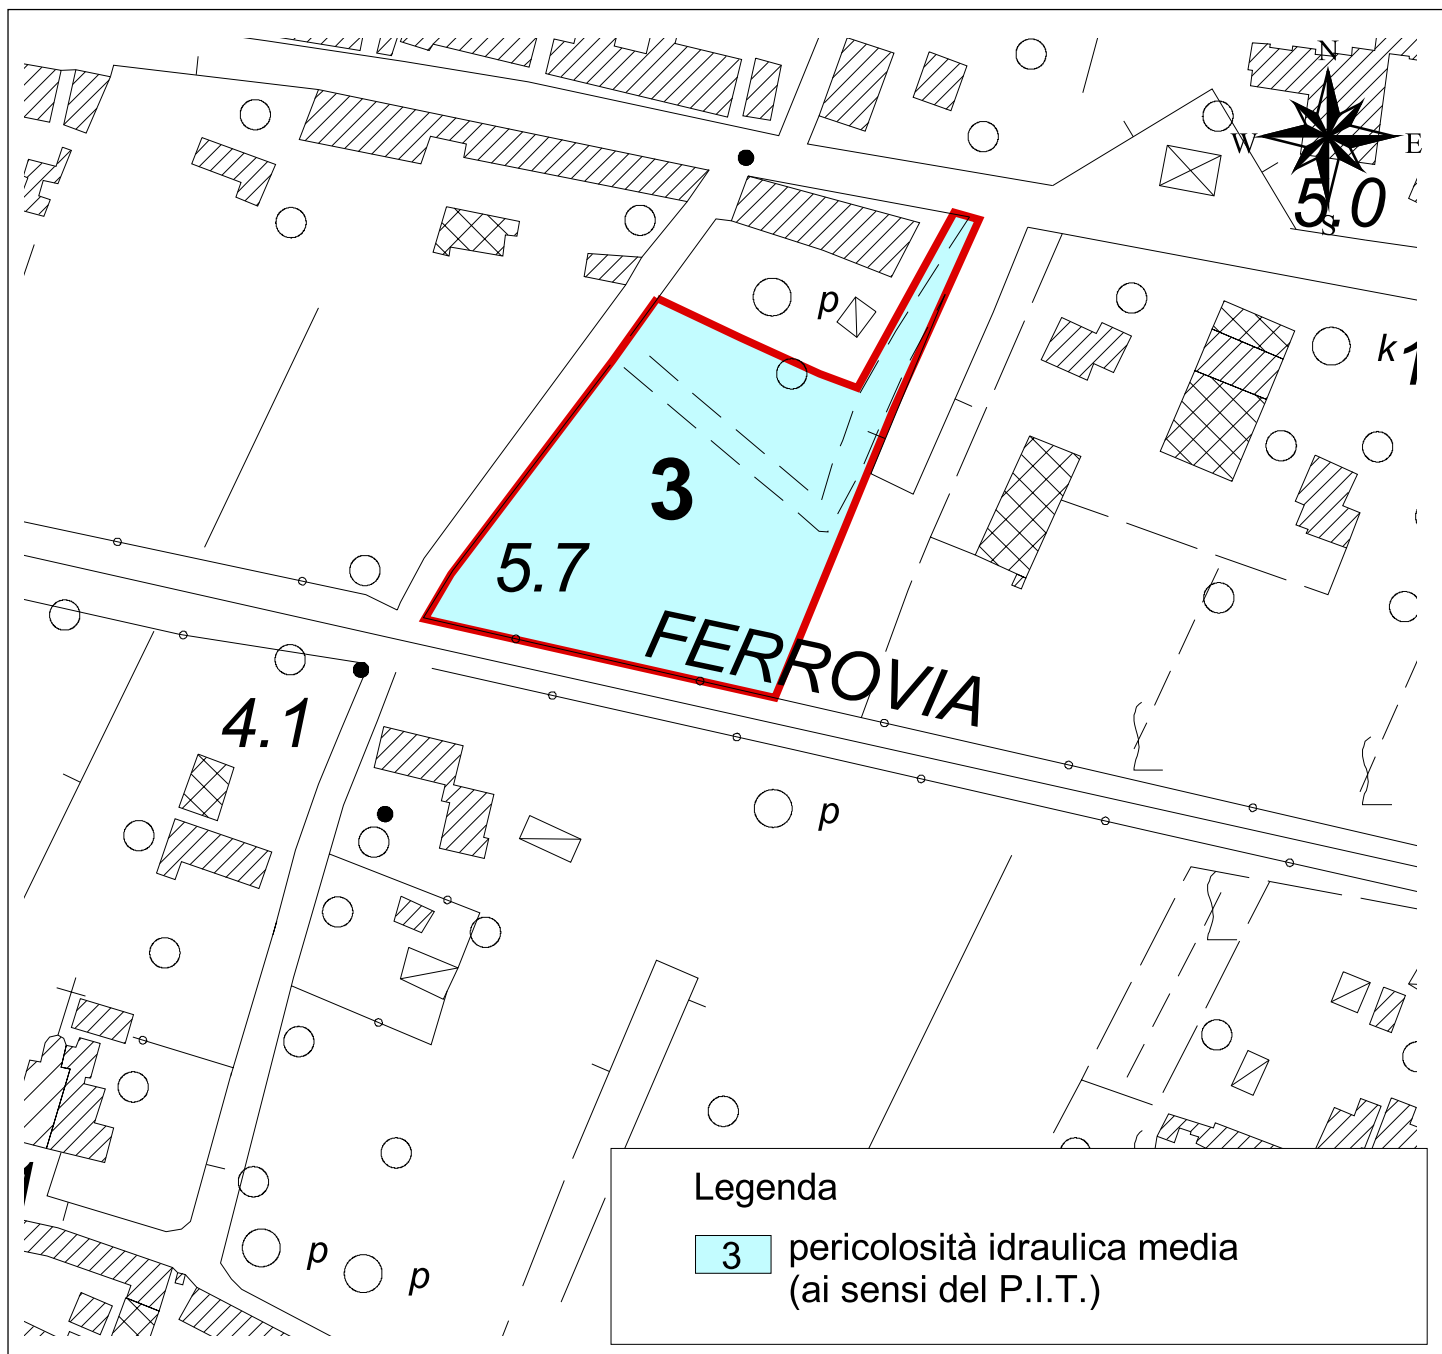 N
W E
S
5.0
p
k
3
5.7
FERROVIA
4.1
p
p
p
Legenda
3 pericolosità idraulica media
(ai sensi del P.I.T.)